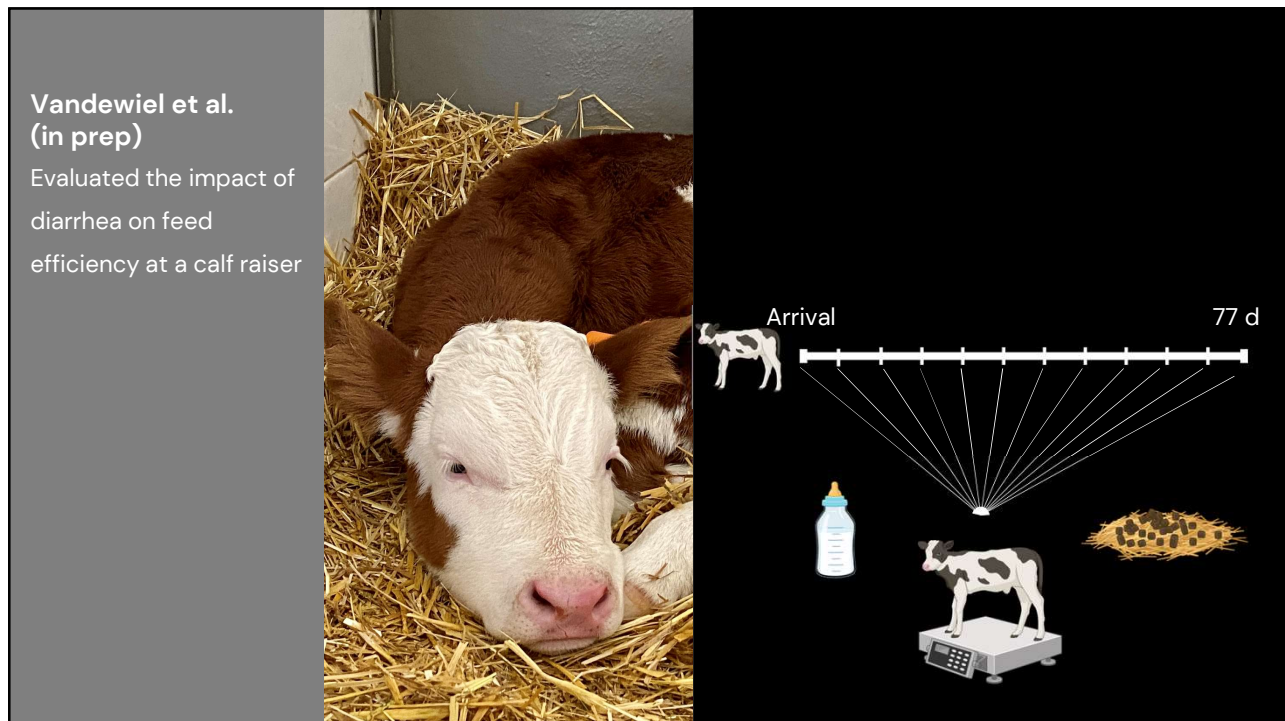 Vandewiel et al.
(in prep)
Evaluated the impact of
diarrhea on feed
efficiency at a calf raiser
Arrival
77 d